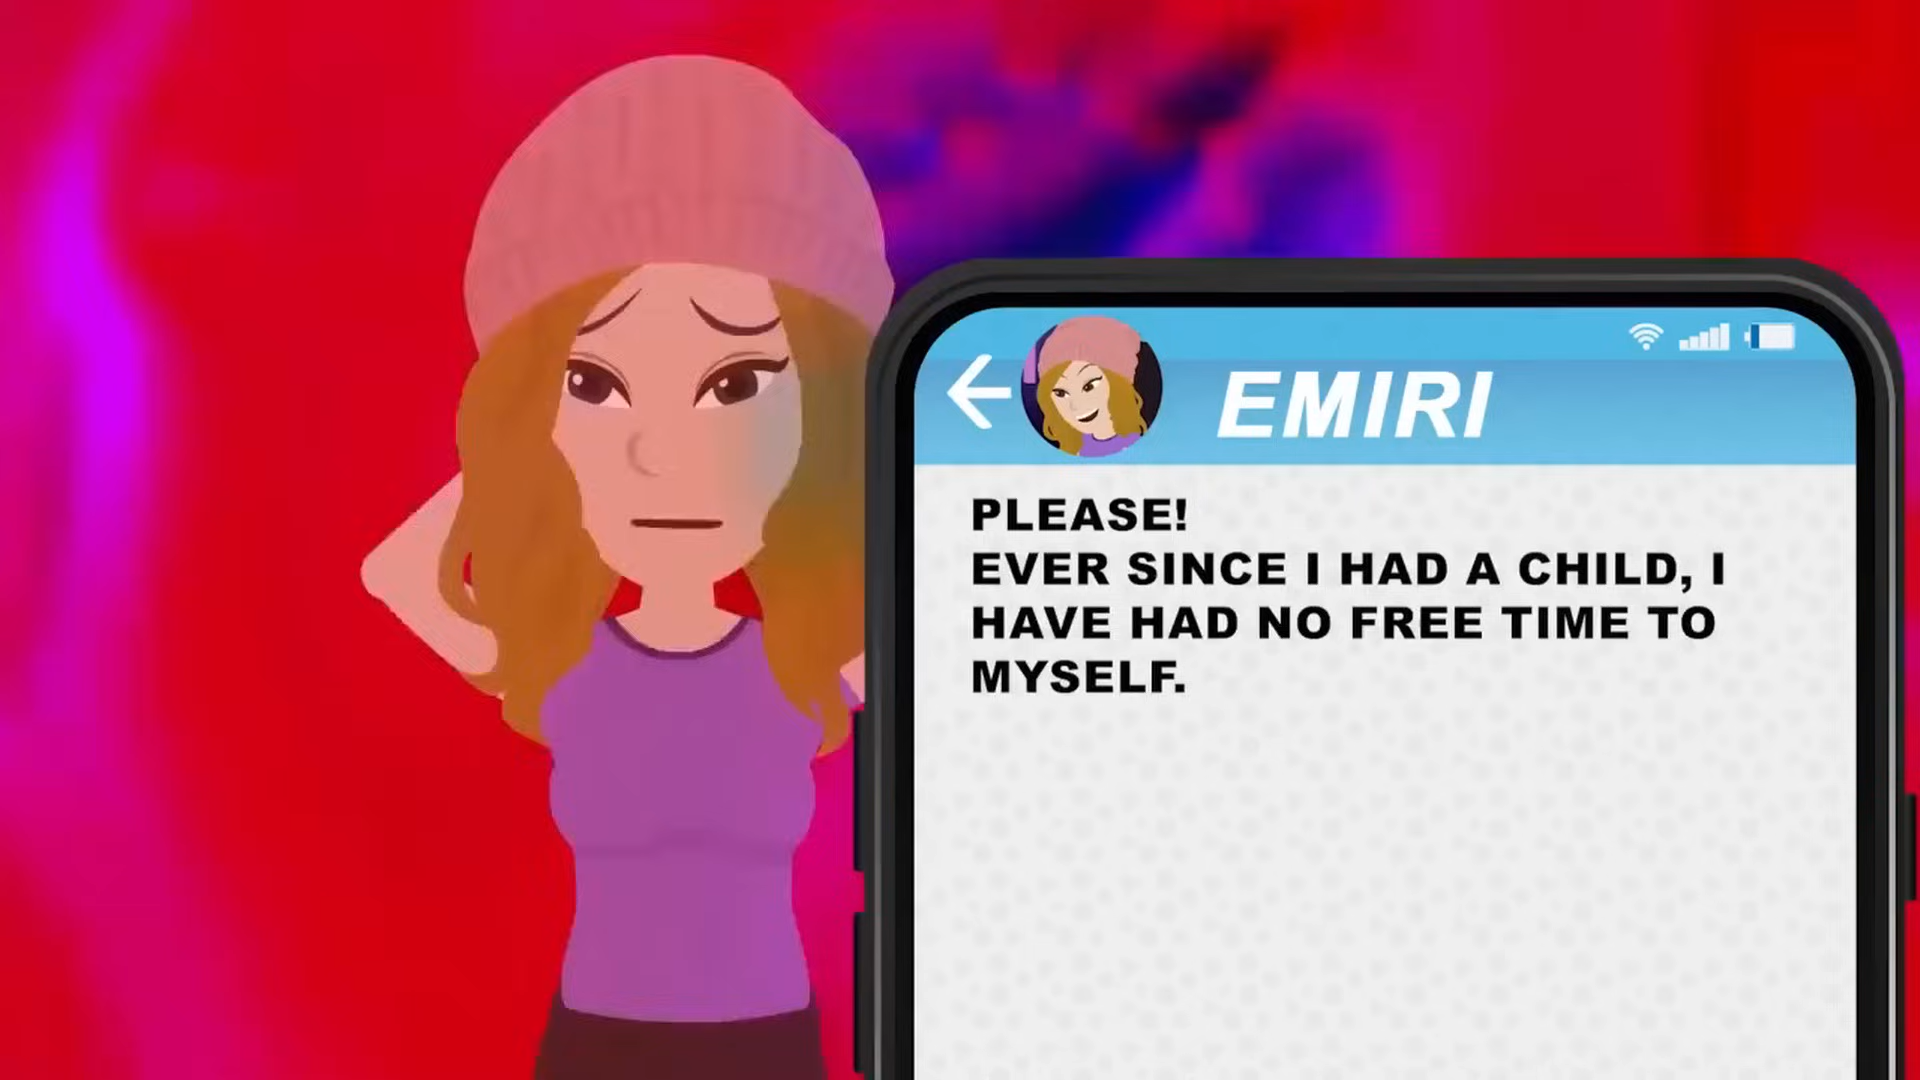 EMIRI
PLEASE!
EVER SINCE I HAD A CHILD, I
HAVE HAD NO FREE TIME TO
MYSELF.